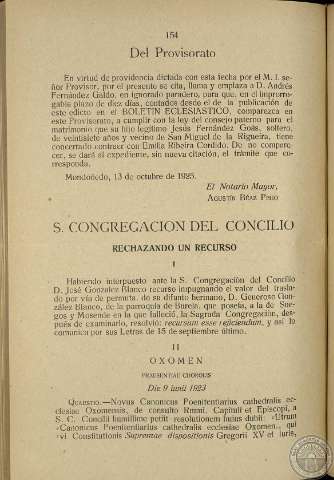 154
Del Provisorato
En virtud de providencia dictada con esta fecha por el M. I. se-
ñor Provisor, por el presente se cita, llama y emplaza a D. Andrés
Fernández Galdo, en ignorado paradero, para que, en el improrro-
gable plazo de diez días, contados desde el de la publicación de
este edicto en el BOLETIN ECLESIASTICO, comparezca en
este Provisorato, a cumplir con la ley del consejo paterno para el
matrimonio que su hijo legítimo Jesús Fernández Goás, soltero,
de veintisiete años y vecino de San Miguel de la Rigueira, tiene
concertado contraer con Emilia Ribeira Cordido. De no compare-
cer, se dará al expediente, sin nueva citación, el trámite que co-
rresponda.
Mondoñedo, 13 de octubre de 1925.
El Notario Mayor,
AGUSTÍN
S. CONGREGACION DEL CONCILIO
RECHAZANDO UN RECURSO
I
Habiendo interpuesto ante la S. Congregación del Concilio
D. José González Blanco recurso impugnando el valor del trasla-
do por vía de permuta, de su difunto hermano, D. Generoso Gon-
zález Blanco, de la parroquia de Burela, que poseía, a la de Sae-
gos y Mosende en la que falleció, la Sagrada Congregación, des-
pués de examinarlo, resolvió: recursum esse rejiciendum, y así lo
comunica por sus Letras de 15 de septiembre último.
II
OXOMEN
PRAESENTIAE CHORALIS
Die 9 iunii 1923
QUAESTIO.—Novus Canonicus Poenitentiarius cathedralis ec-
clesiae Oxomensis, de consulto Rmmi. Capituli et Episcopi, a
S. C. Concilii humillime petiit resolutionem huius dubii: «Utrum
«Canonicus Poenitentiarius cathedralis ecclesiae Oxomen., qui
«vi Constitutionis Supremae dispositionis Gregorii XV et iuris,